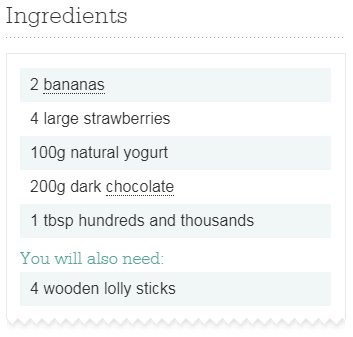 Ingredients
2 bananas
4 large strawberries
100g natural yogurt
200g dark chocolate
1 tbsp hundreds and thousands
You will also need:
4 wooden lolly sticks